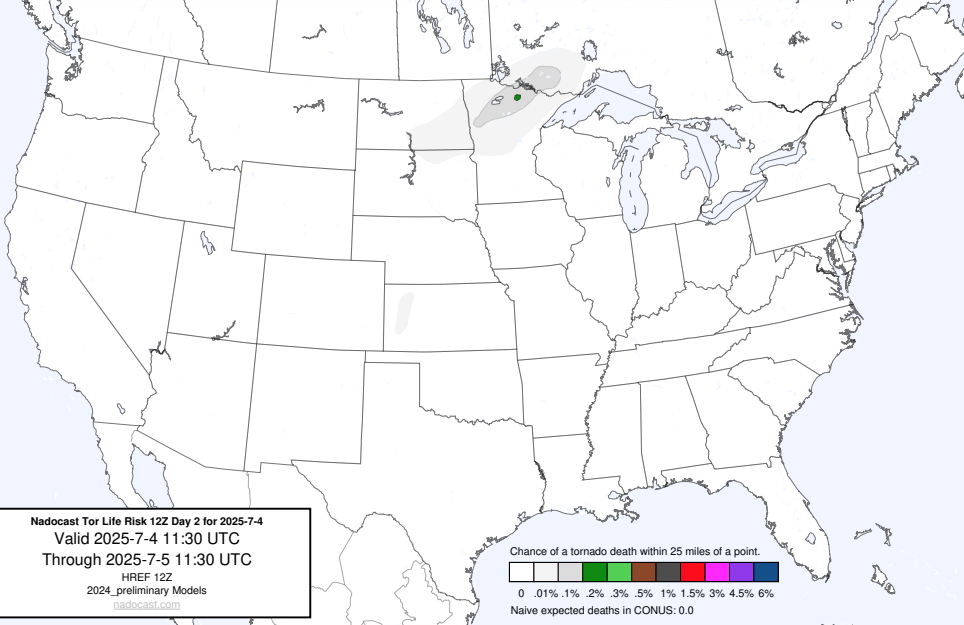 Nadocast Tor Life Risk 12Z Day 2 for 2025-7-4
Valid 2025-7-4 11:30 UTC
Through 2025-7-5 11:30 UTC
HREF 12Z
2024_preliminary Models
nadocast.com
Chance of a tornado death within 25 miles of a point.
0 .01% .1% .2% .3% .5% 1% 1.5% 3% 4.5% 6%
Naive expected deaths in CONUS: 0.0